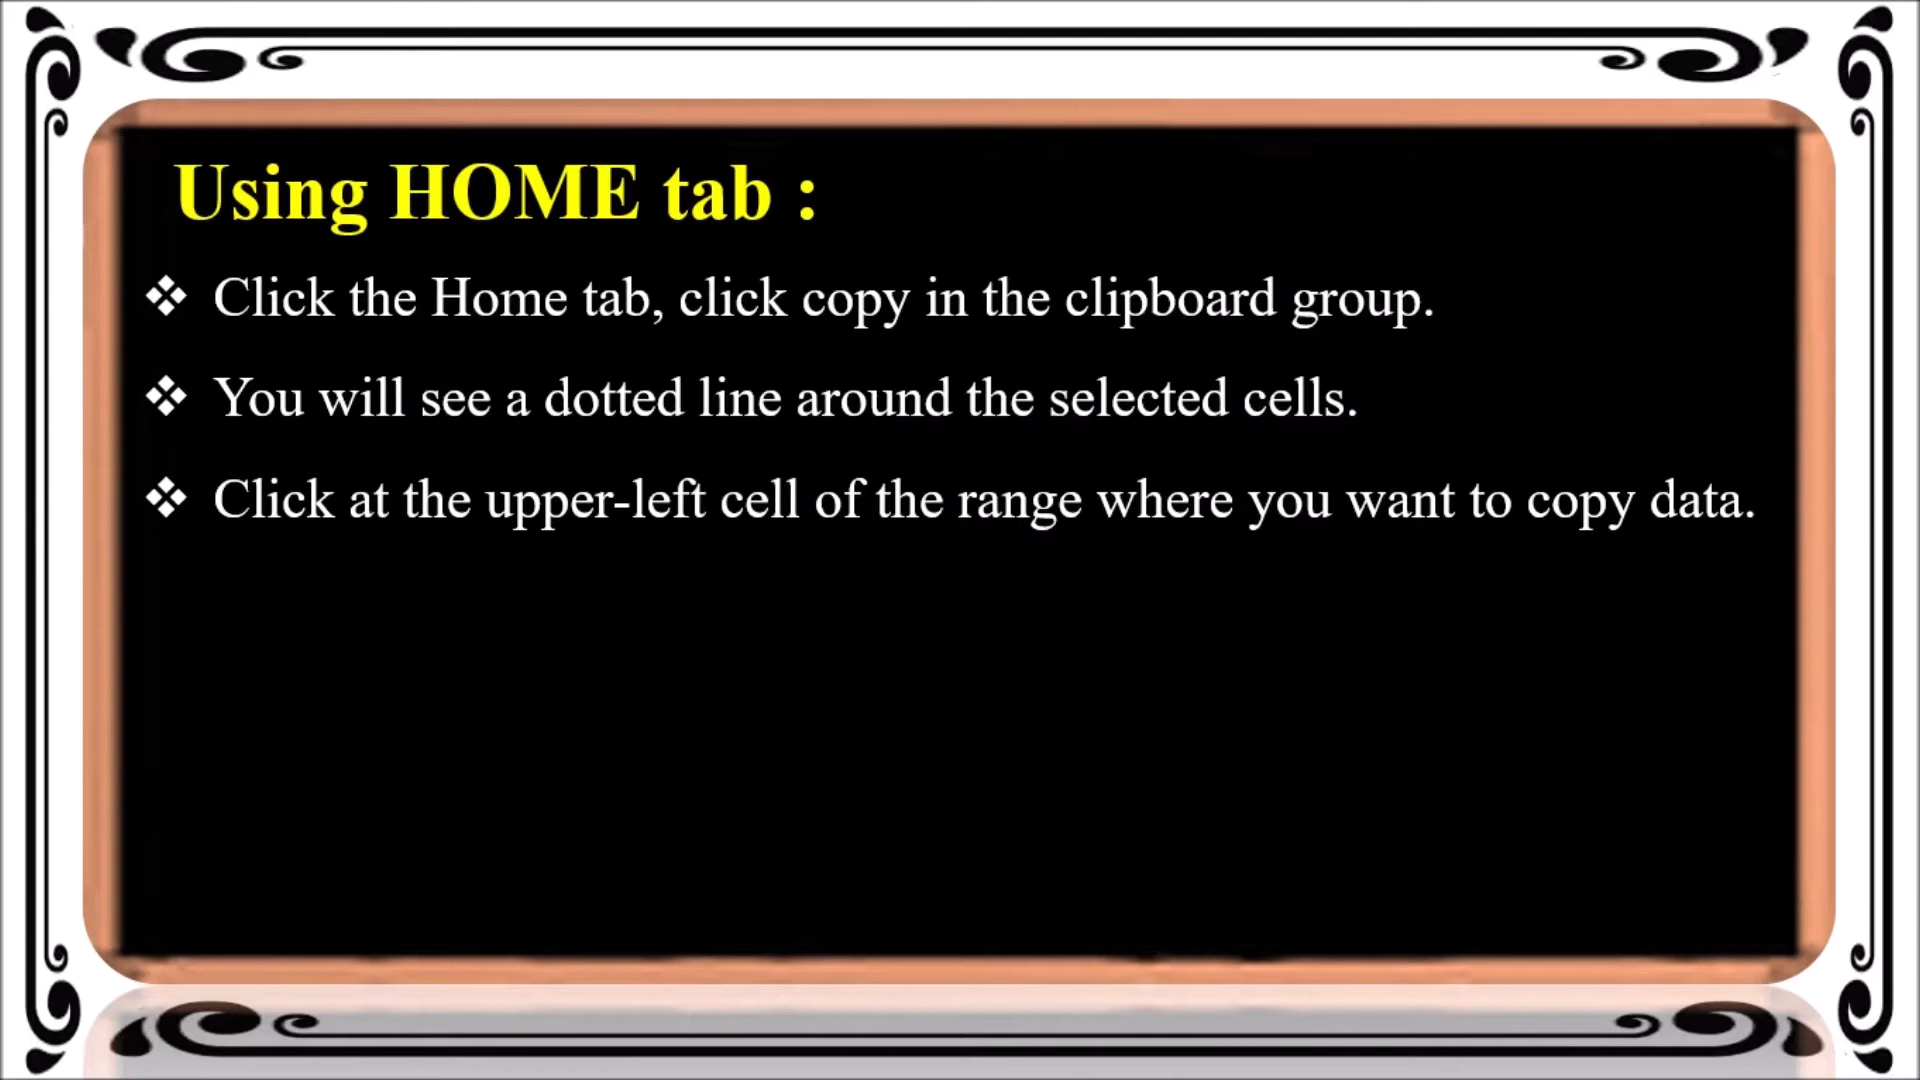 Using HOME tab :
❖ Click the Home tab, click copy in the clipboard group.
❖ You will see a dotted line around the selected cells.
❖ Click at the upper-left cell of the range where you want to copy data.